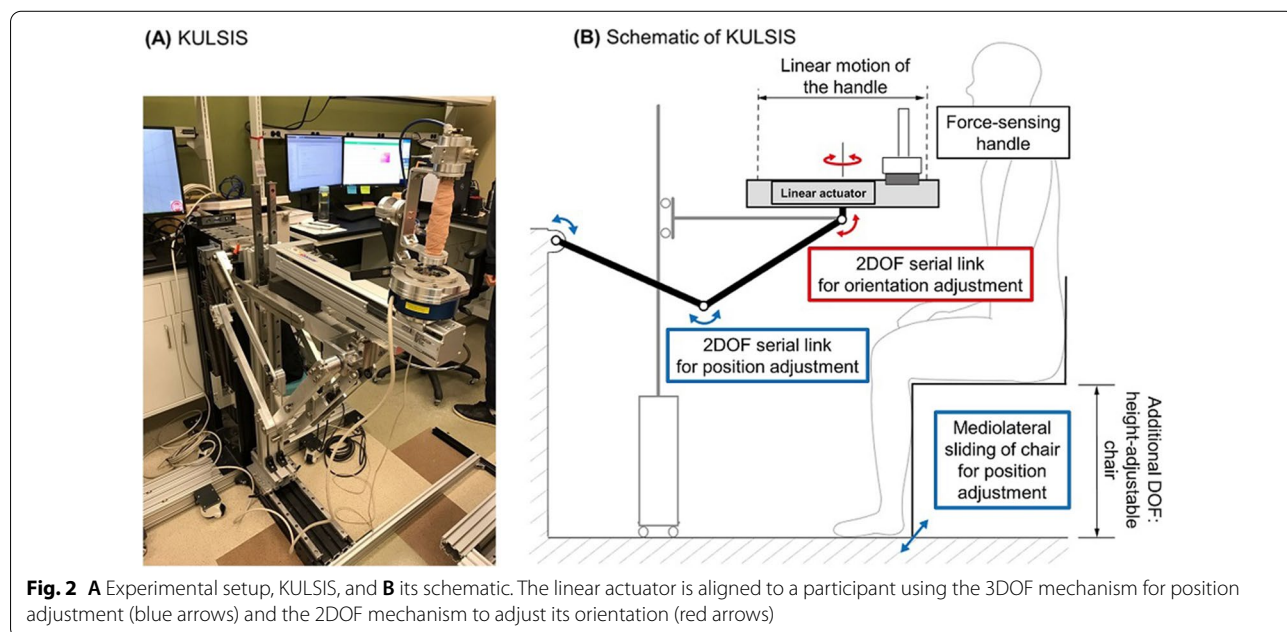 (A) KULSIS
(B) Schematic of KULSIS
Linear motion of
the handle
Force-sensing
handle
Linear actuator
2DOF serial link
for orientation adjustment
2DOF serial link
for position adjustment
Mediolateral
sliding of chair
for position
adjustment
Additional DOF:
height-adjustable
chair
Fig. 2 A Experimental setup, KULSIS, and B its schematic. The linear actuator is aligned to a participant using the 3DOF mechanism for position
adjustment (blue arrows) and the 2DOF mechanism to adjust its orientation (red arrows)